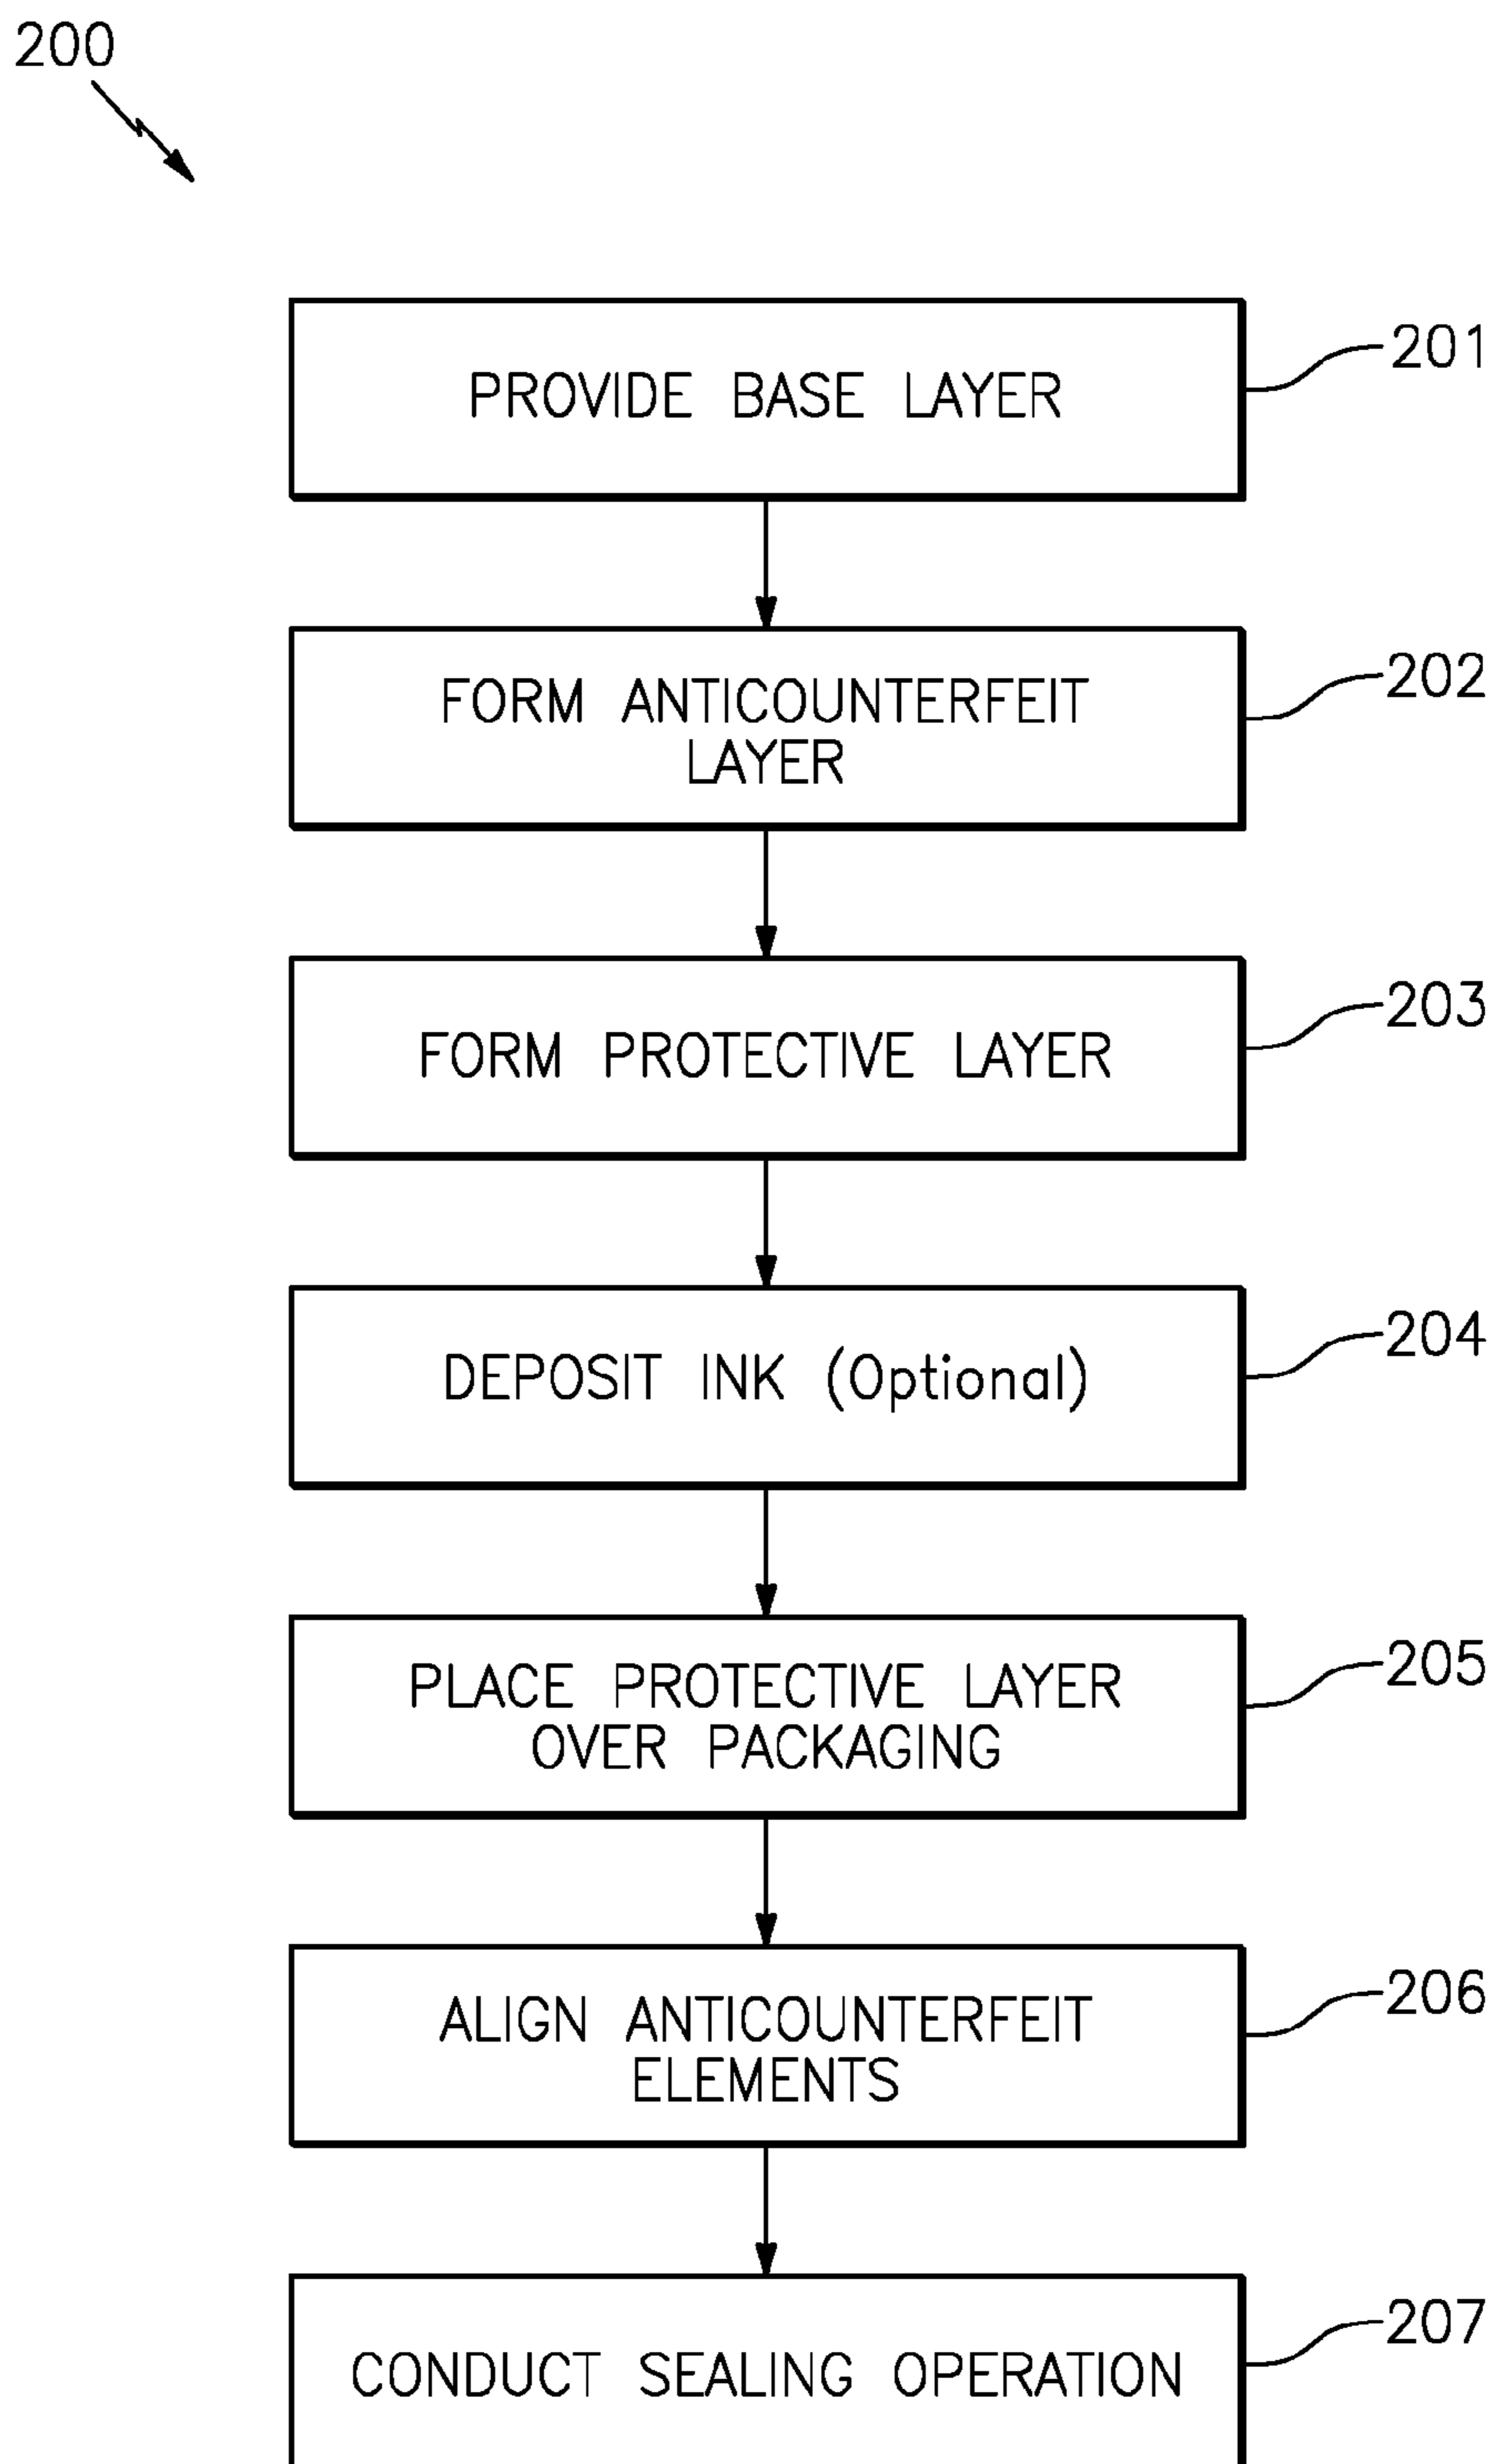 200
PROVIDE BASE LAYER
201
FORM ANTICOUNTERFEIT
LAYER
202
FORM PROTECTIVE LAYER
203
DEPOSIT INK (Optional)
204
PLACE PROTECTIVE LAYER
OVER PACKAGING
205
ALIGN ANTICOUNTERFEIT
ELEMENTS
206
CONDUCT SEALING OPERATION
207